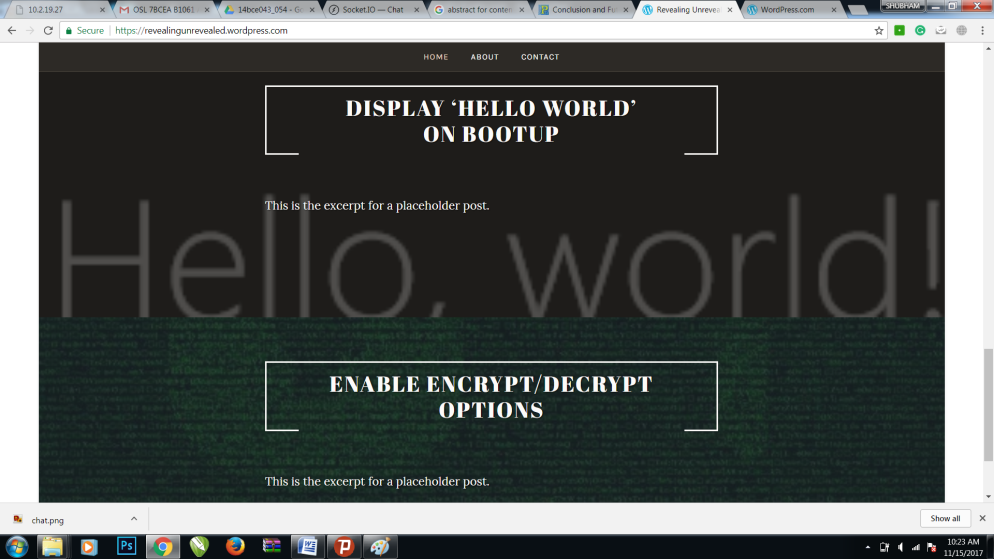 SHUBHAM
10.2.19.27
OSL 7BCEA B1061
14bce043_054 - Go
Socket.IO — Chat
abstract for conten
Conclusion and Fu
Revealing Unrevea
WordPress.com
Secure
https://revealingunrevealed.wordpress.com
HOME ABOUT CONTACT
DISPLAY ‘HELLO WORLD’
ON BOOTUP
This is the excerpt for a placeholder post.
Hello, world!
ENABLE ENCRYPT/DECRYPT
OPTIONS
This is the excerpt for a placeholder post.
chat.png
Show all
Ps
10:23 AM
11/15/2017